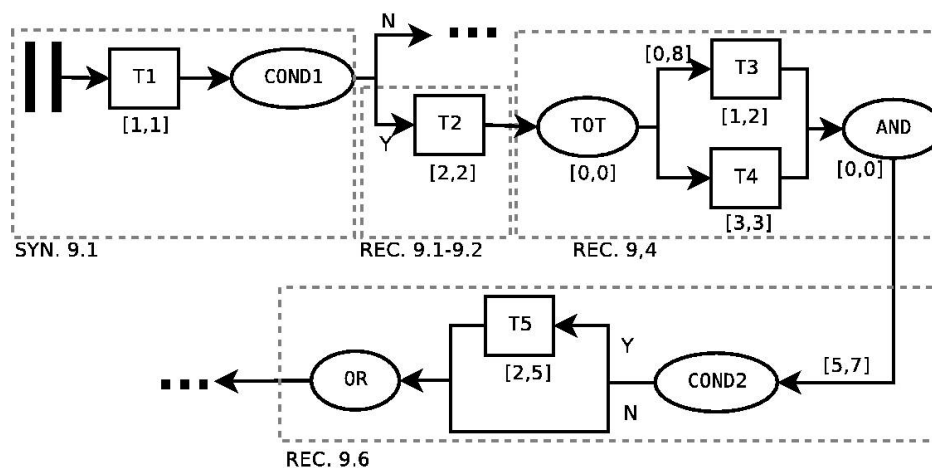 N
[0,8]
T1
COND1
T3
[1,1]
T2
TOT
[1,2]
AND
Y
[2,2]
[0,0]
T4
[0,0]
[3,3]
SYN. 9.1
REC. 9.1-9.2
REC. 9,4
T5
Y
[5,7]
OR
[2,5]
COND2
N
REC. 9.6